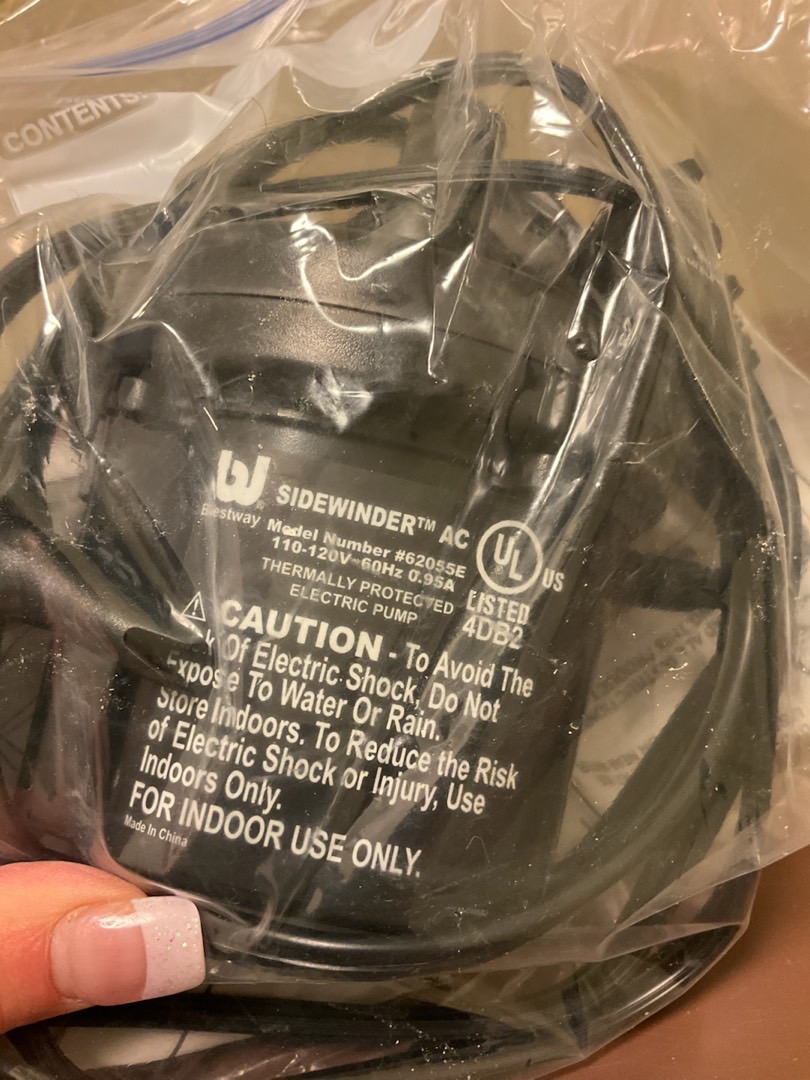 CONTENTS:
Bestway
SIDEWINDER™ AC
Model Number #62055E
110-120V~60Hz 0.95A
THERMALLY PROTECTED
ELECTRIC PUMP
UL US
LISTED
4DB2
CAUTION - To Avoid The
Of Electric Shock, Do Not
Expose To Water Or Rain.
Store Indoors. To Reduce the Risk
of Electric Shock or Injury, Use
Indoors Only.
FOR INDOOR USE ONLY.
Made In China